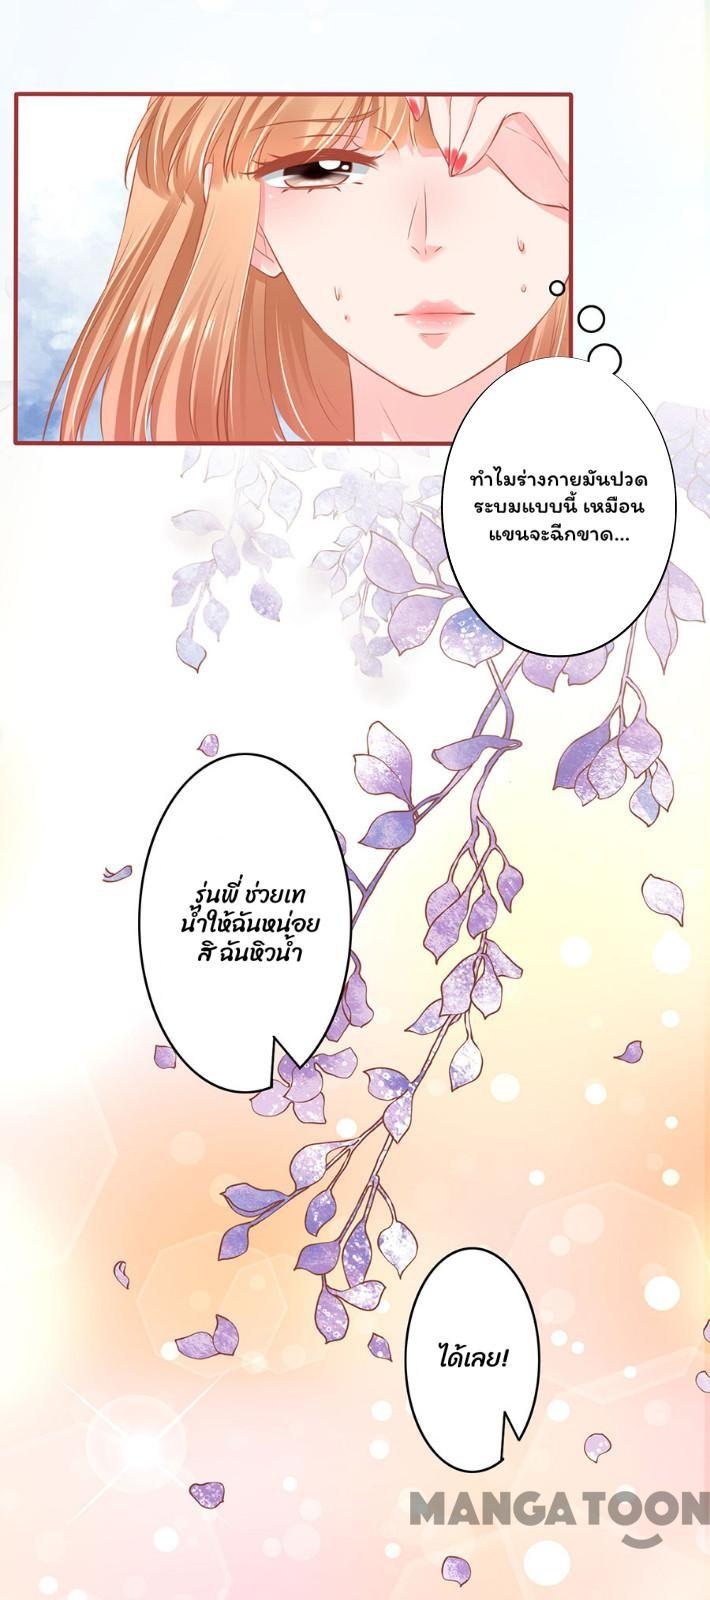 ทำไมร่างกายมันปวด
ระบมแบบนี้ เหมือน
แขนจะฉีกขาด...
รุ่นพี่ ช่วยเท
น้ำให้ฉันหน่อย
สิ ฉันหิวน้ำ
ได้เลย!
MANGATOON